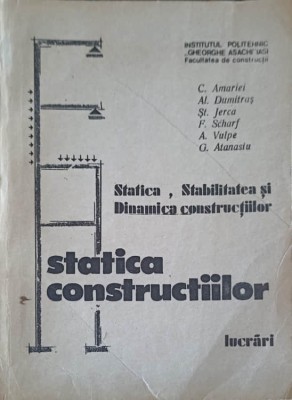 INSTITUTUL POLITEHNIC
„GHEORGHE ASACHI” IAȘI
Facultatea de construcții
C. Amariei
Al. Dumitraș
Șt. Jerca
F. Scharf
A. Vulpe
G. Atanasiu
Statica, Stabilitatea și
Dinamica construcțiilor
statica
constructiilor
lucrări